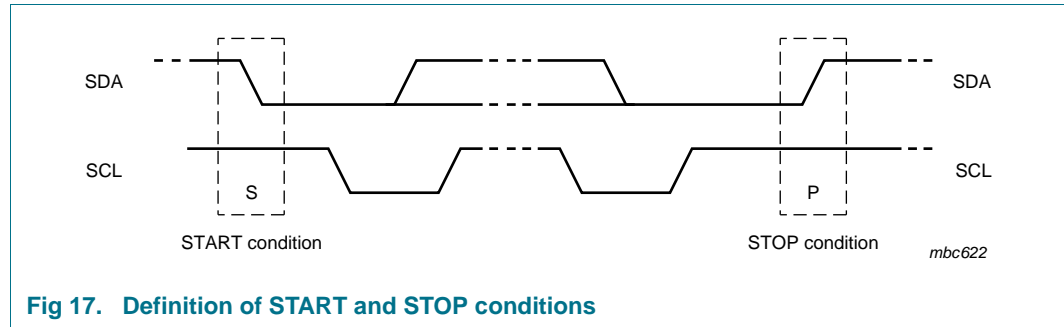 SDA SDA
SCL SCL
S P
START condition STOP condition
mbc622
Fig 17. Definition of START and STOP conditions